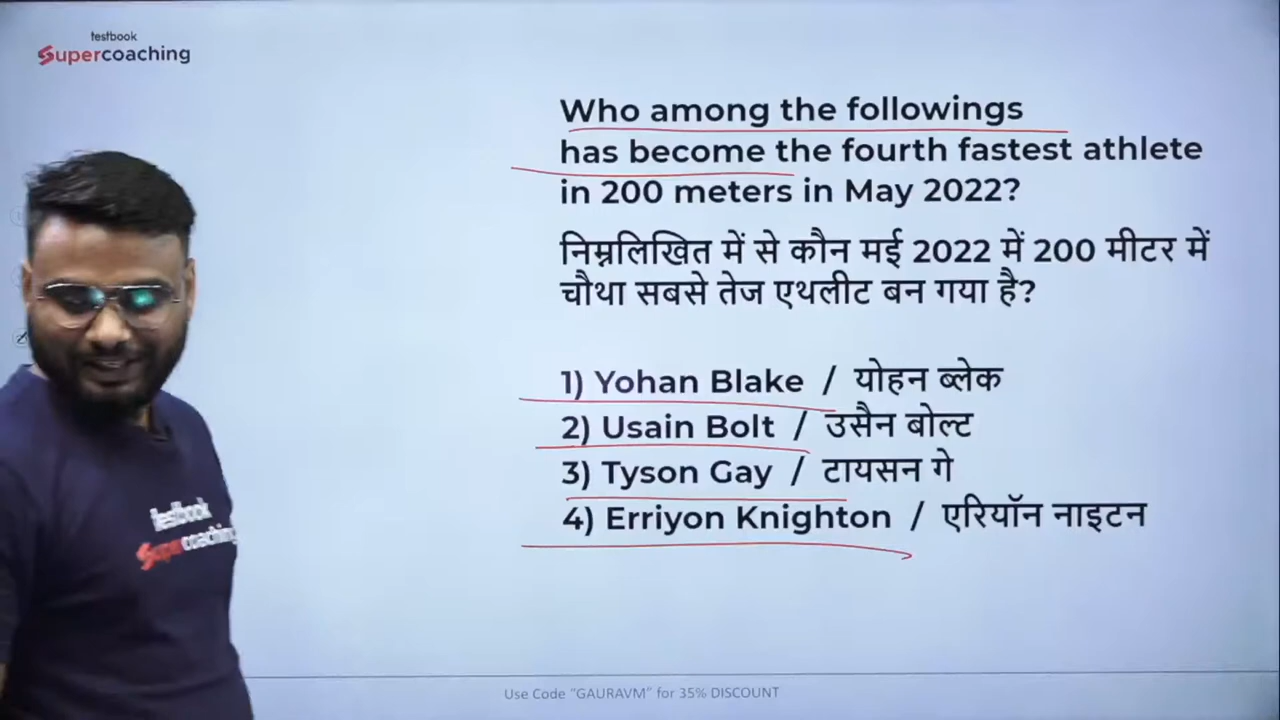 testbook
Supercoaching
Who among the followings
has become the fourth fastest athlete
in 200 meters in May 2022?
निम्नलिखित में से कौन मई 2022 में 200 मीटर में
चौथा सबसे तेज एथलीट बन गया है?
1) Yohan Blake / योहन ब्लेक
2) Usain Bolt / उसैन बोल्ट
3) Tyson Gay / टायसन गे
4) Erriyon Knighton / एरियॉन नाइटन
testbook
Supercoaching
Use Code "GAURAVM" for 35% DISCOUNT